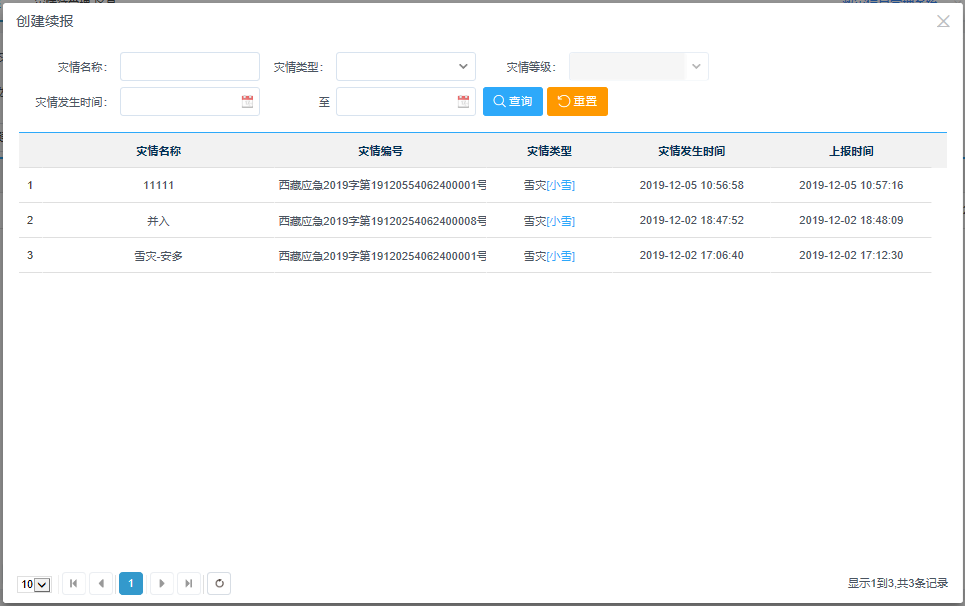 创建续报
灾情名称: 灾情类型: 灾情等级:
灾情发生时间: 至 查询 重置
灾情名称 灾情编号 灾情类型 灾情发生时间 上报时间
1 11111 西藏应急2019字第19120554062400001号 雪灾[小雪] 2019-12-05 10:56:58 2019-12-05 10:57:16
2 并入 西藏应急2019字第19120254062400008号 雪灾[小雪] 2019-12-02 18:47:52 2019-12-02 18:48:09
3 雪灾-安多 西藏应急2019字第19120254062400001号 雪灾[小雪] 2019-12-02 17:06:40 2019-12-02 17:12:30
10 1 显示1到3,共3条记录